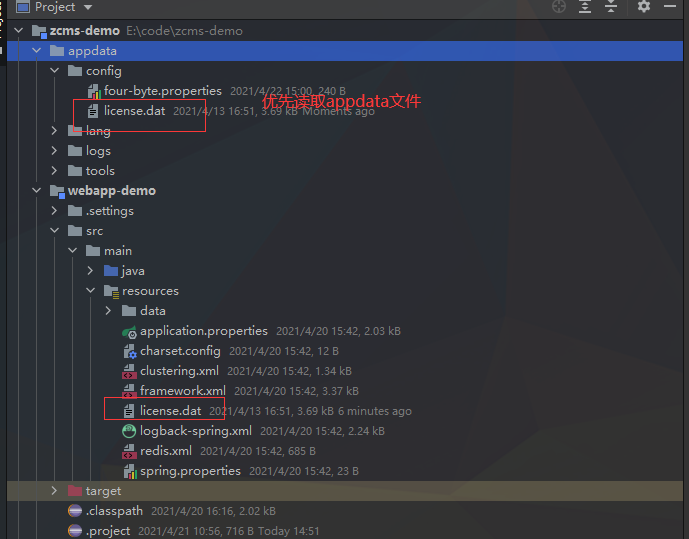 Project
zcms-demo E:\code\zcms-demo
appdata
config
four-byte.properties 2021/4/22 15:00, 240 B
优先读取appdata文件
license.dat 2021/4/13 16:51, 3.69 kB Moments ago
lang
logs
tools
webapp-demo
.settings
src
main
java
resources
data
application.properties 2021/4/20 15:42, 2.03 kB
charset.config 2021/4/20 15:42, 12 B
clustering.xml 2021/4/20 15:42, 1.34 kB
framework.xml 2021/4/20 15:42, 3.37 kB
license.dat 2021/4/13 16:51, 3.69 kB 6 minutes ago
logback-spring.xml 2021/4/20 15:42, 2.24 kB
redis.xml 2021/4/20 15:42, 685 B
spring.properties 2021/4/20 15:42, 23 B
target
.classpath 2021/4/20 16:16, 2.02 kB
.project 2021/4/21 10:56, 716 B Today 14:51